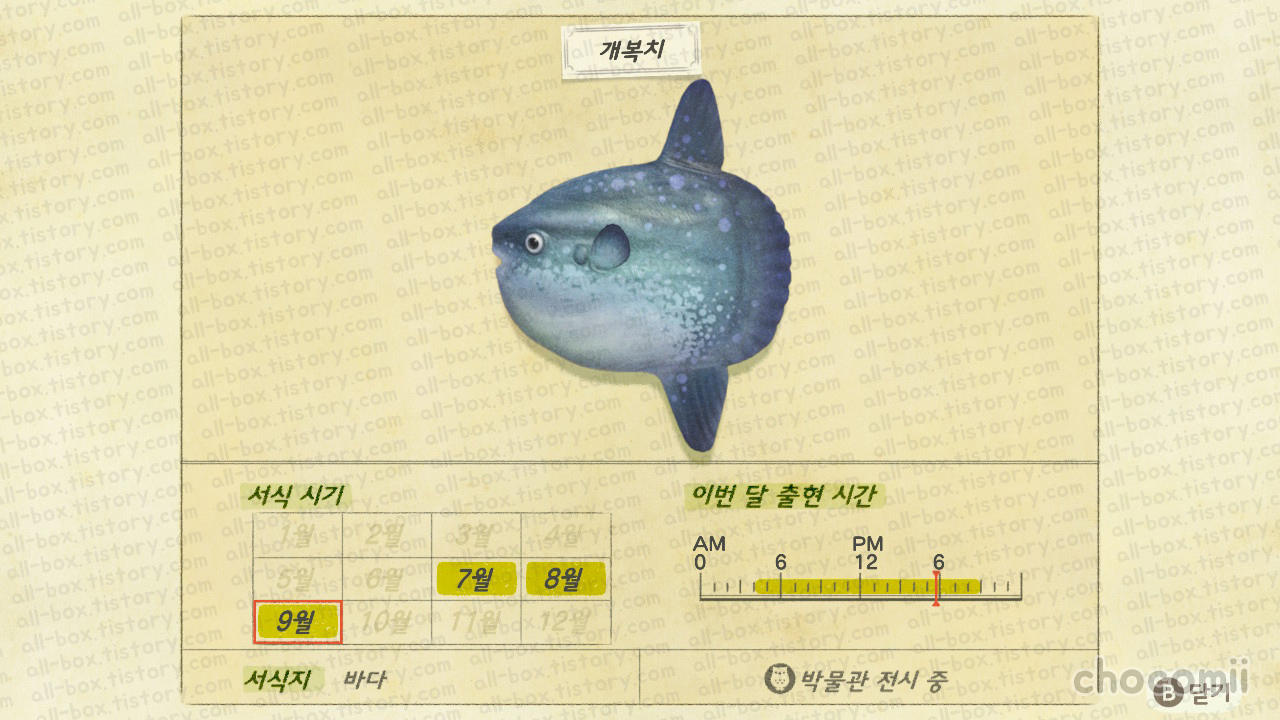 개복치
서식 시기
1월 2월 3월 4월
5월 6월 7월 8월
9월 10월 11월 12월
이번 달 출현 시간
AM PM
0 6 12 6
서식지 바다
박물관 전시 중
chogomii
B 닫기
all-box.tistory.com